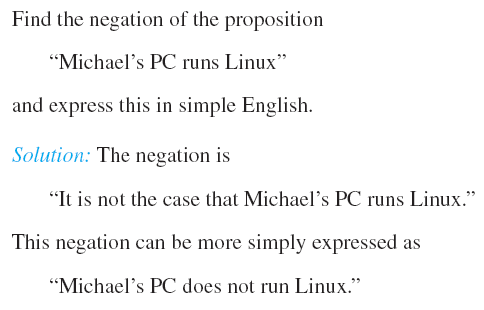 Find the negation of the proposition
“Michael’s PC runs Linux”
and express this in simple English.
Solution: The negation is
“It is not the case that Michael’s PC runs Linux.”
This negation can be more simply expressed as
“Michael’s PC does not run Linux.”